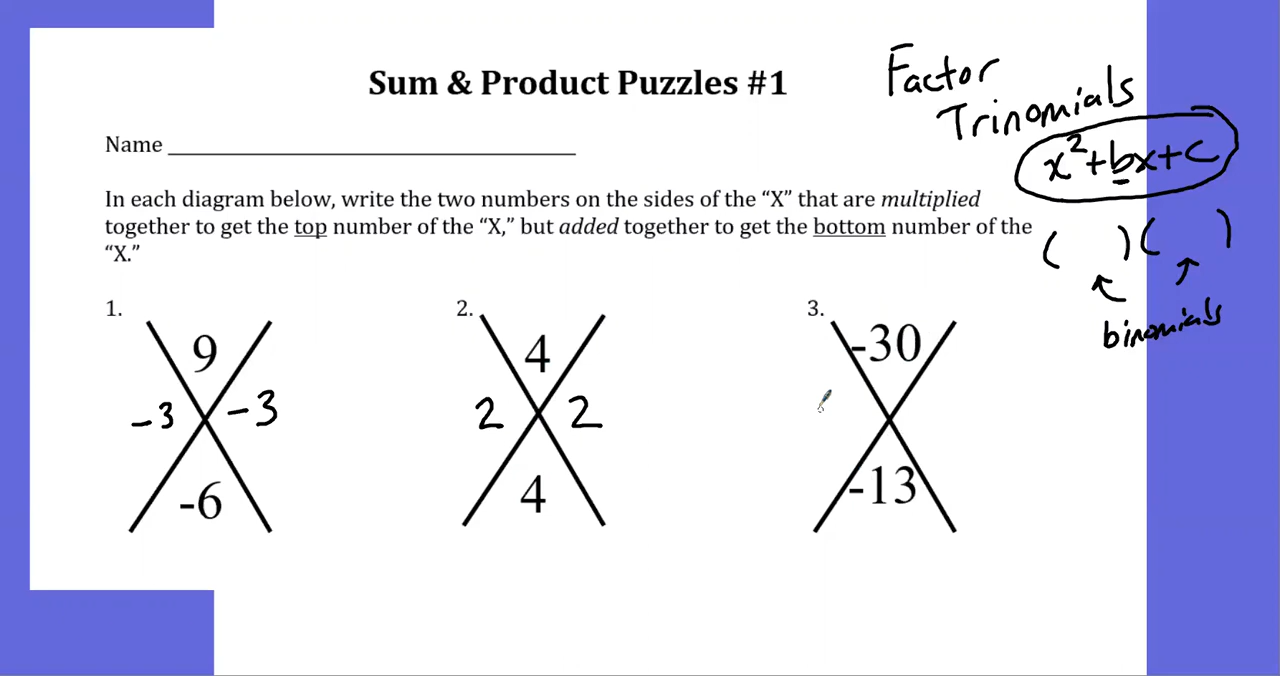 Sum & Product Puzzles #1
Factor
Trinomials
x²+bx+c
( )( )
binomials
Name ________________________________
In each diagram below, write the two numbers on the sides of the “X” that are multiplied
together to get the top number of the “X,” but added together to get the bottom number of the
“X.”
1.
9
-3 -3
-6
2.
4
2 2
4
3.
-30
-13